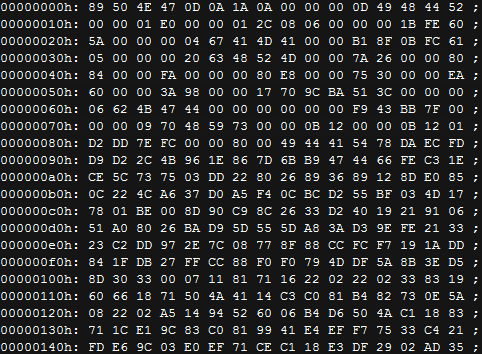 00000000h: 89 50 4E 47 0D 0A 1A 0A 00 00 00 0D 49 48 44 52 ;
00000010h: 00 00 01 E0 00 00 01 2C 08 06 00 00 00 1B FE 60 ;
00000020h: 5A 00 00 00 04 67 41 4D 41 00 00 B1 8F 0B FC 61 ;
00000030h: 05 00 00 00 20 63 48 52 4D 00 00 7A 26 00 00 80 ;
00000040h: 84 00 00 FA 00 00 00 80 E8 00 00 75 30 00 00 EA ;
00000050h: 60 00 00 3A 98 00 00 17 70 9C BA 51 3C 00 00 00 ;
00000060h: 06 62 4B 47 44 00 00 00 00 00 00 F9 43 BB 7F 00 ;
00000070h: 00 00 09 70 48 59 73 00 00 0B 12 00 00 0B 12 01 ;
00000080h: D2 DD 7E FC 00 00 80 00 49 44 41 54 78 DA EC FD ;
00000090h: D9 D2 2C 4B 96 1E 86 7D 6B B9 47 44 66 FE C3 1E ;
000000a0h: CE 5C 73 75 03 DD 22 80 26 89 36 89 12 8D E0 85 ;
000000b0h: 0C 22 4C A6 37 D0 A5 F4 0C BC D2 55 BF 03 4D 17 ;
000000c0h: 78 01 BE 00 8D 90 C9 8C 26 33 D2 40 19 21 91 06 ;
000000d0h: 51 A0 80 26 BA D9 5D 55 5D A8 3A D3 9E FE 21 33 ;
000000e0h: 23 C2 DD 97 2E 7C 08 77 8F 88 CC FC F7 19 1A DD ;
000000f0h: 84 1F DB 27 FF CC 88 F0 F0 79 4D DF 5A 8B 3E D5 ;
00000100h: 8D 30 33 00 07 11 81 71 16 22 02 22 02 33 83 19 ;
00000110h: 60 66 18 71 50 4A 41 14 C3 C0 81 B4 82 73 0E 5A ;
00000120h: 08 22 02 A5 14 94 52 60 06 B4 D6 50 4A C1 18 83 ;
00000130h: 71 1C E1 9C 83 C0 81 99 41 E4 EF F7 75 33 C4 21 ;
00000140h: FD E6 9C 03 E0 EF 71 CE C1 18 E3 DF 29 02 AD 35 ;